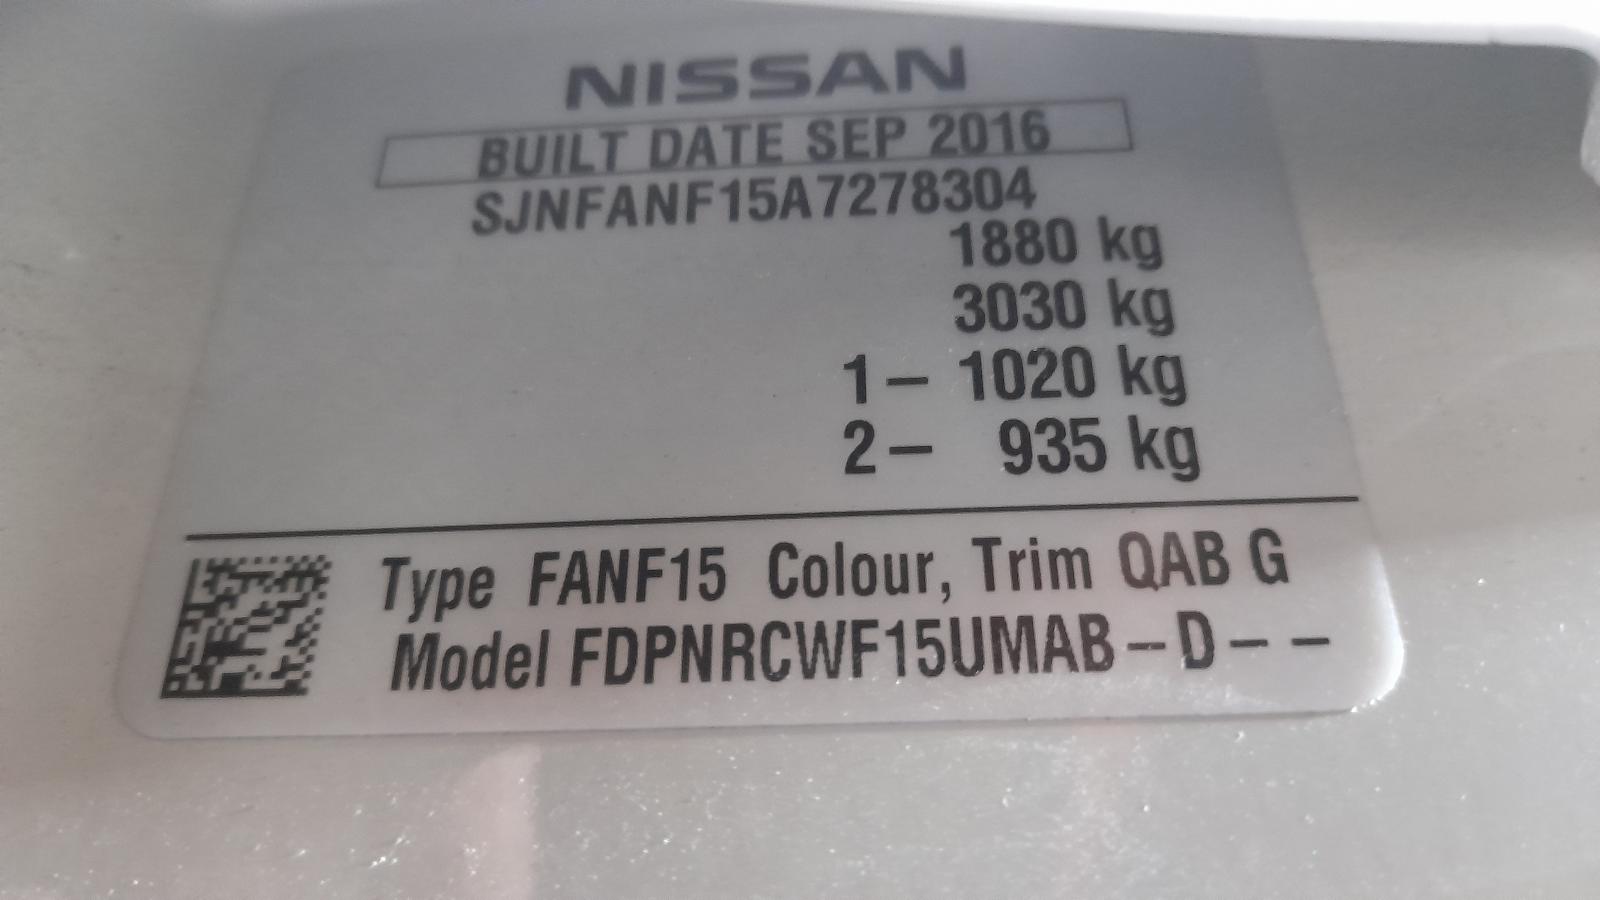 NISSAN
BUILT DATE SEP 2016
SJNFANF15A7278304
1880 kg
3030 kg
1– 1020 kg
2– 935 kg
Type FANF15 Colour, Trim QAB G
Model FDPNRCWF15UMAB–D––